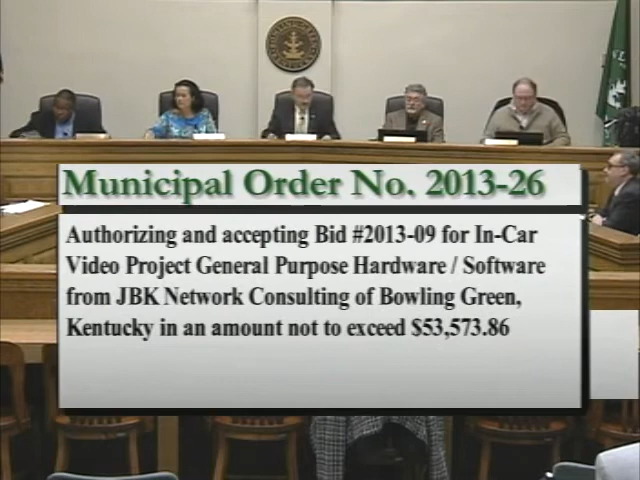 Municipal Order No. 2013-26
Authorizing and accepting Bid #2013-09 for In-Car
Video Project General Purpose Hardware / Software
from JBK Network Consulting of Bowling Green,
Kentucky in an amount not to exceed $53,573.86